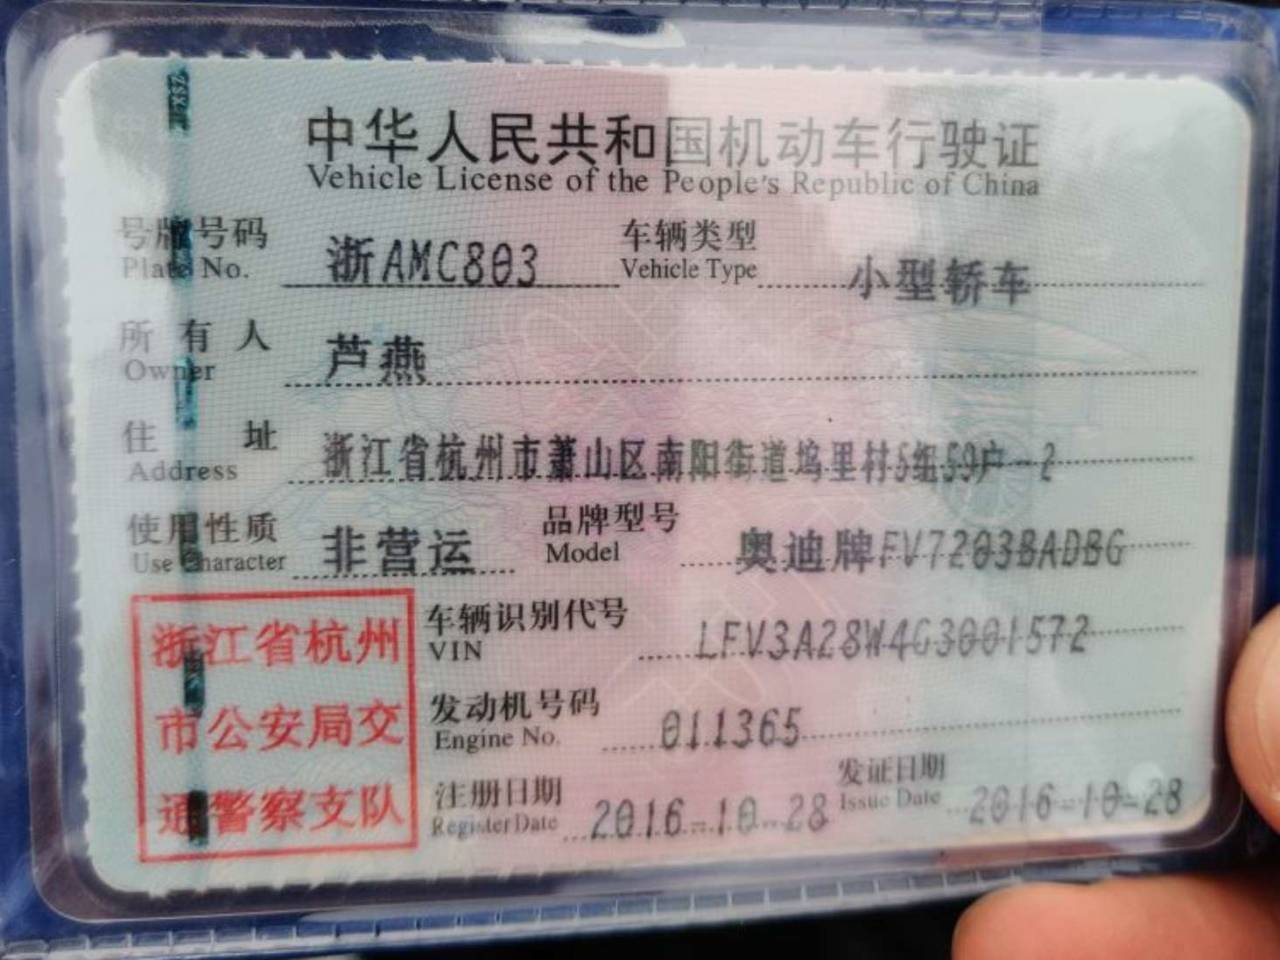 中华人民共和国机动车行驶证
Vehicle License of the People's Republic of China
号牌号码 浙AMC803 车辆类型 小型轿车
Plate No. Vehicle Type
所有人 芦燕
Owner
住址 浙江省杭州市萧山区南阳街道坞里村5组59户-2
Address
使用性质 非营运 品牌型号 奥迪牌FV7203BADBG
Use Character Model
浙江省杭州
市公安局交
通警察支队
车辆识别代号 LFV3A28W4G3001572
VIN
发动机号码 011365
Engine No.
注册日期 2016-10-28 发证日期 2016-10-28
Register Date Issue Date